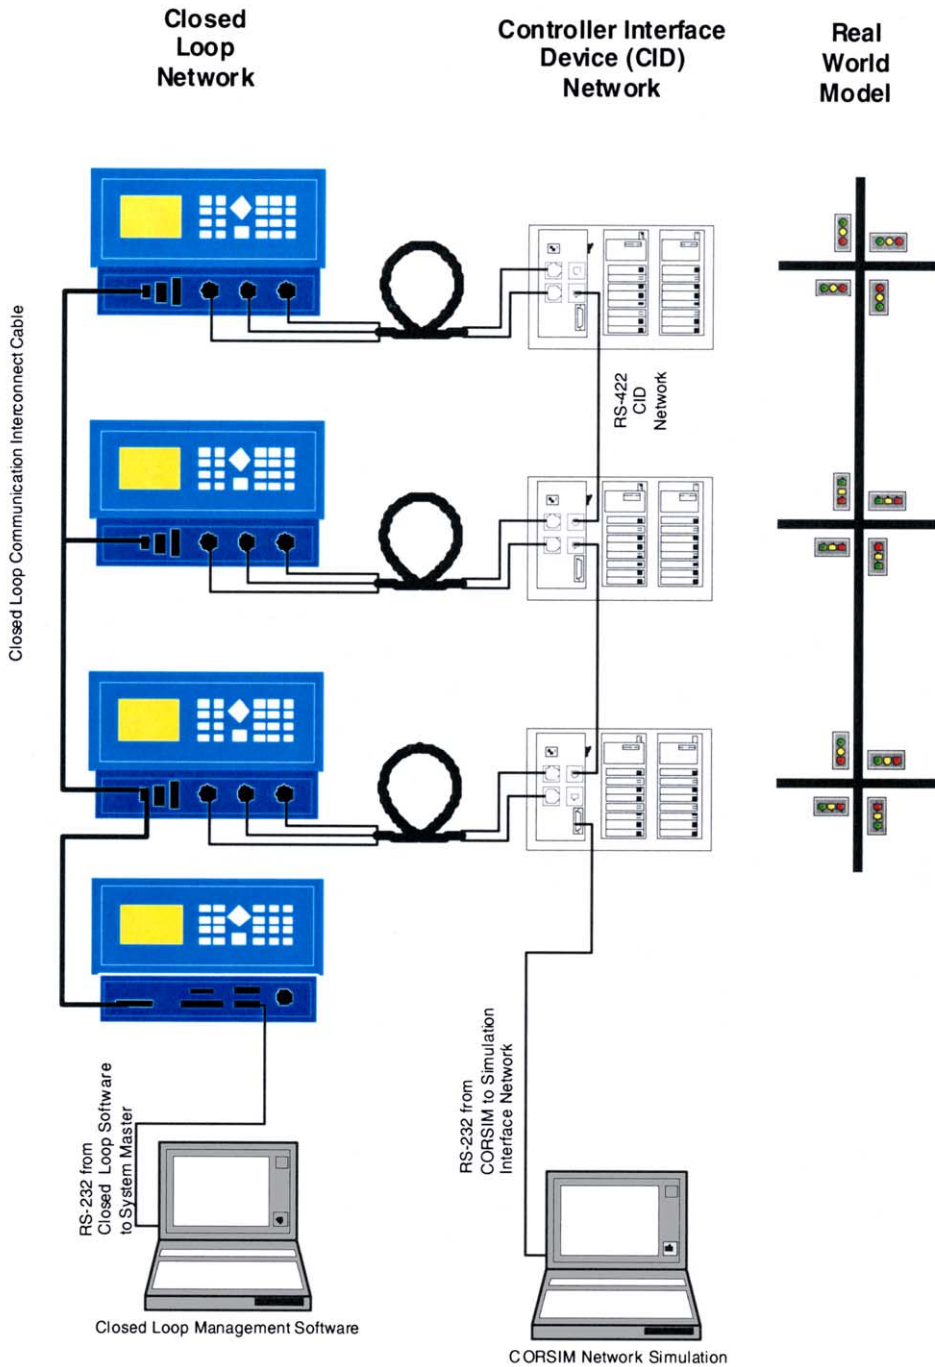 Closed
Loop
Network
Controller Interface
Device (CID)
Network
Real
World
Model
Closed Loop Communication Interconnect Cable
RS-422
CID
Network
RS-232 from
Closed Loop Software
to System Master
RS-232 from
CORSIM to Simulation
Interface Network
Closed Loop Management Software
CORSIM Network Simulation